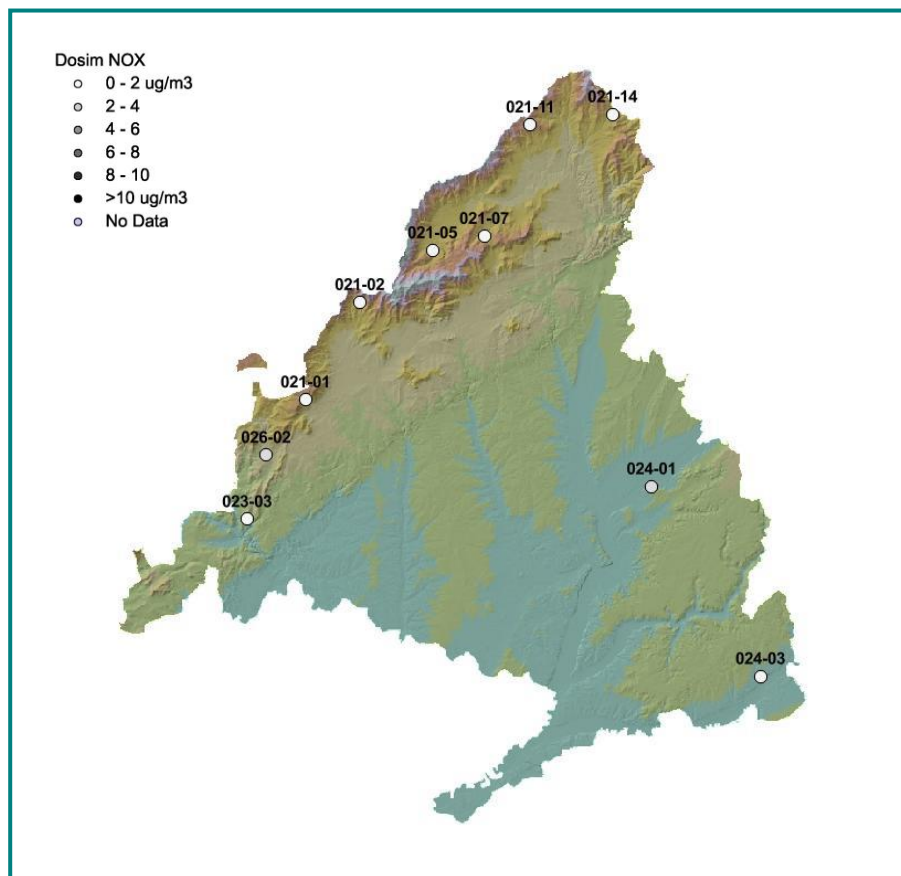 Dosim NOX
0 - 2 ug/m3
2 - 4
4 - 6
6 - 8
8 - 10
>10 ug/m3
No Data
021-14
021-11
021-07
021-05
021-02
021-01
026-02
024-01
023-03
024-03